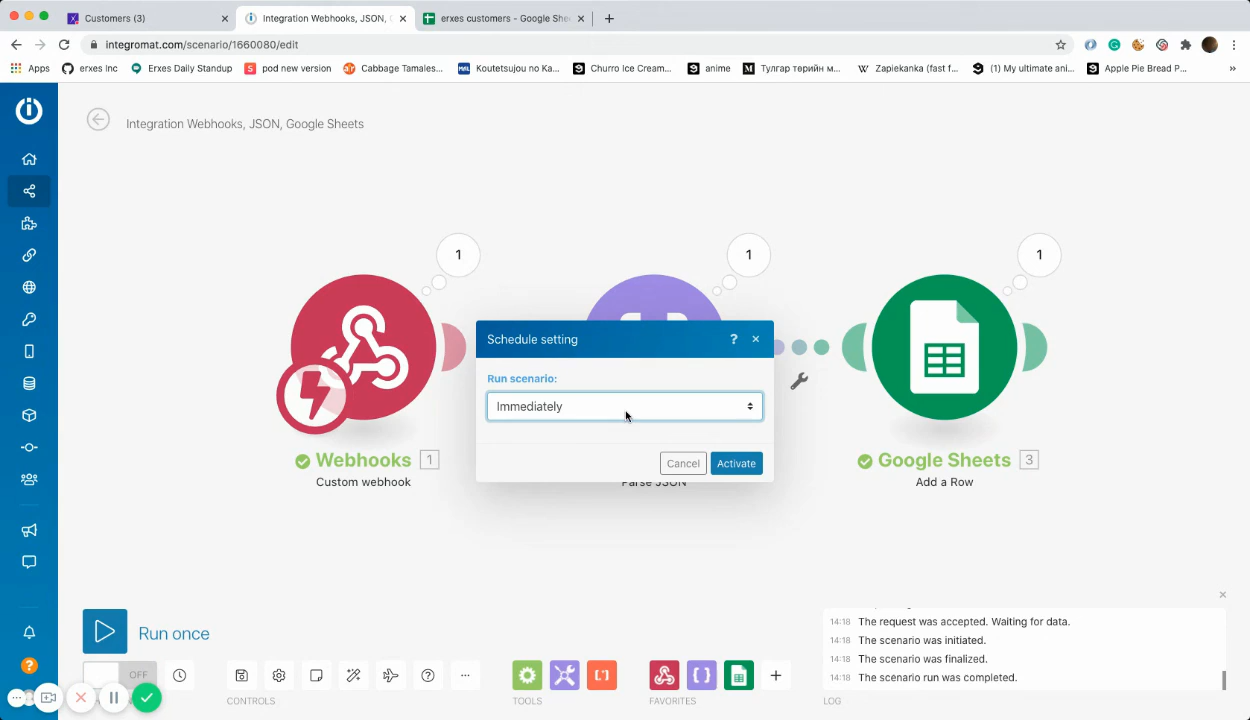 Customers (3)
Integration Webhooks, JSON, G
erxes customers - Google She
integromat.com/scenario/1660080/edit
Apps
erxes Inc
Erxes Daily Standup
pod new version
Cabbage Tamales...
Koutetsujou no Ka...
Churro Ice Cream...
anime
Тулгар төрийн м...
Zapiekanka (fast f...
(1) My ultimate ani...
Apple Pie Bread P...
»
Integration Webhooks, JSON, Google Sheets
1
1
1
Schedule setting
?
×
Run scenario:
Immediately
Cancel
Activate
Webhooks 1
Custom webhook
Parse JSON
Google Sheets 3
Add a Row
Run once
OFF
CONTROLS
TOOLS
FAVORITES
14:18 The request was accepted. Waiting for data.
14:18 The scenario was initiated.
14:18 The scenario was finalized.
14:18 The scenario run was completed.
LOG